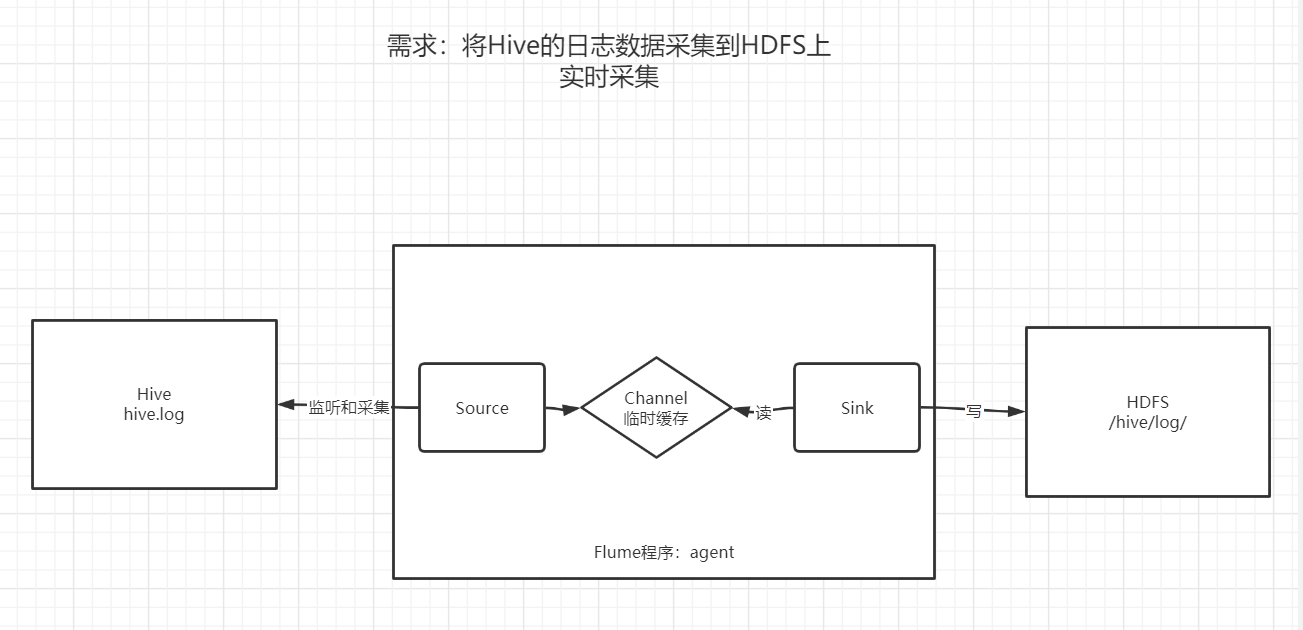 需求：将Hive的日志数据采集到HDFS上
实时采集
Hive
hive.log
监听和采集
Source
Channel
临时缓存
读
Sink
写
HDFS
/hive/log/
Flume程序：agent